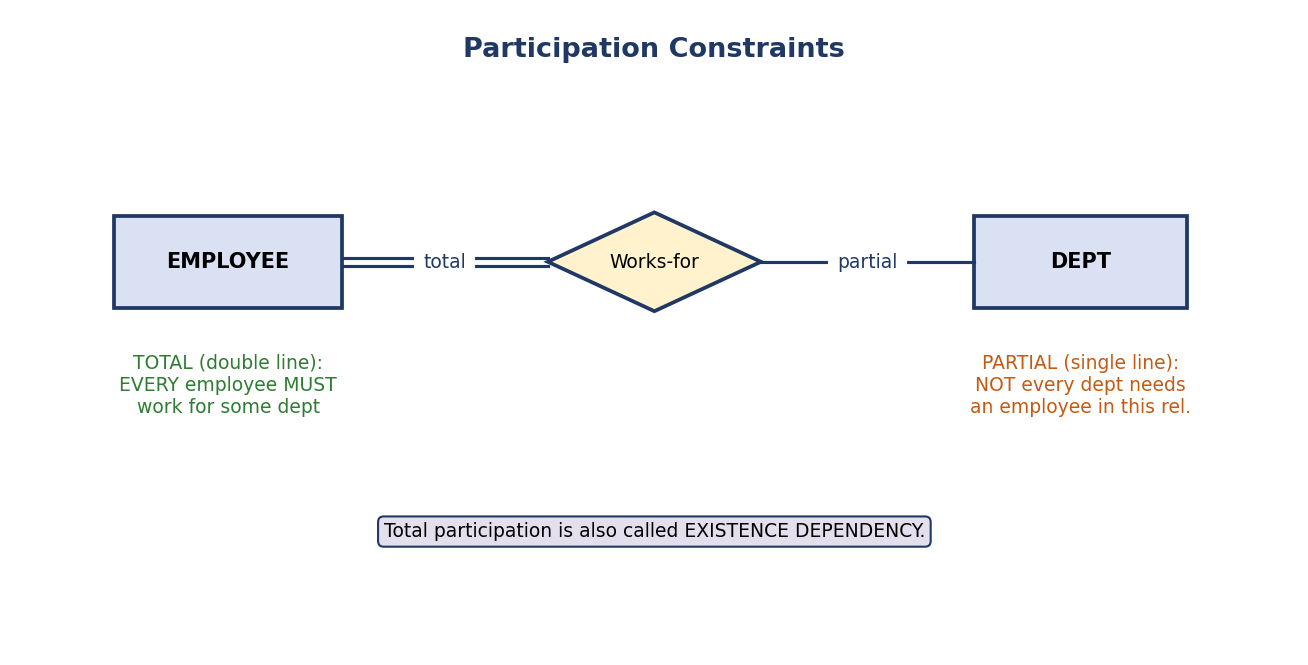 Participation Constraints
EMPLOYEE
total
Works-for
partial
DEPT
TOTAL (double line):
EVERY employee MUST
work for some dept
PARTIAL (single line):
NOT every dept needs
an employee in this rel.
Total participation is also called EXISTENCE DEPENDENCY.